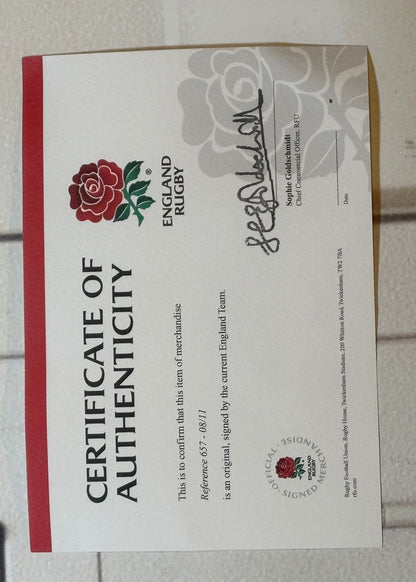 CERTIFICATE OF
AUTHENTICITY
®
ENGLAND
RUGBY
This is to confirm that this item of merchandise
Reference 657 - 08/11
is an original, signed by the current England Team.
Sophie Goldschmidt
Chief Commercial Officer, RFU
Date
OFFICIAL · SIGNED MERCHANDISE ·
ENGLAND
RUGBY
Rugby Football Union, Rugby House, Twickenham Stadium, 200 Whitton Road, Twickenham, TW2 7BA
rfu.com